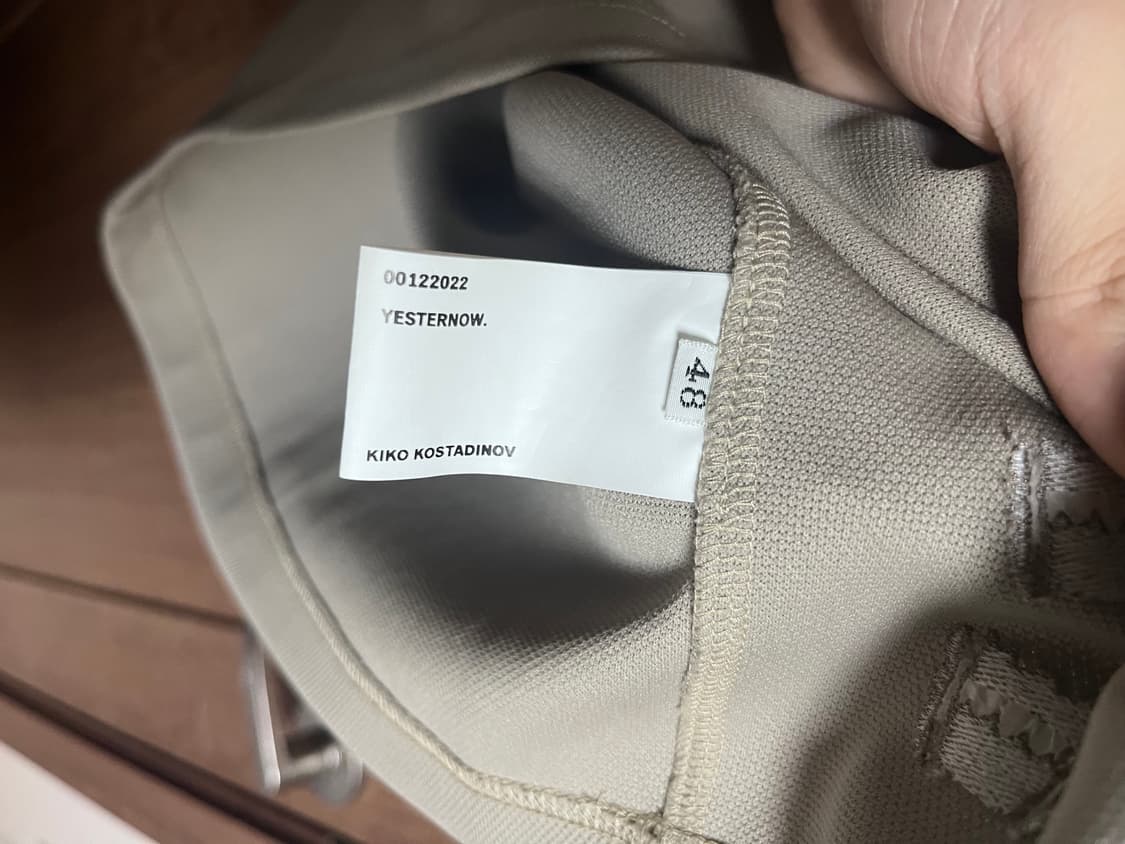 00122022
YESTERNOW.
48
KIKO KOSTADINOV